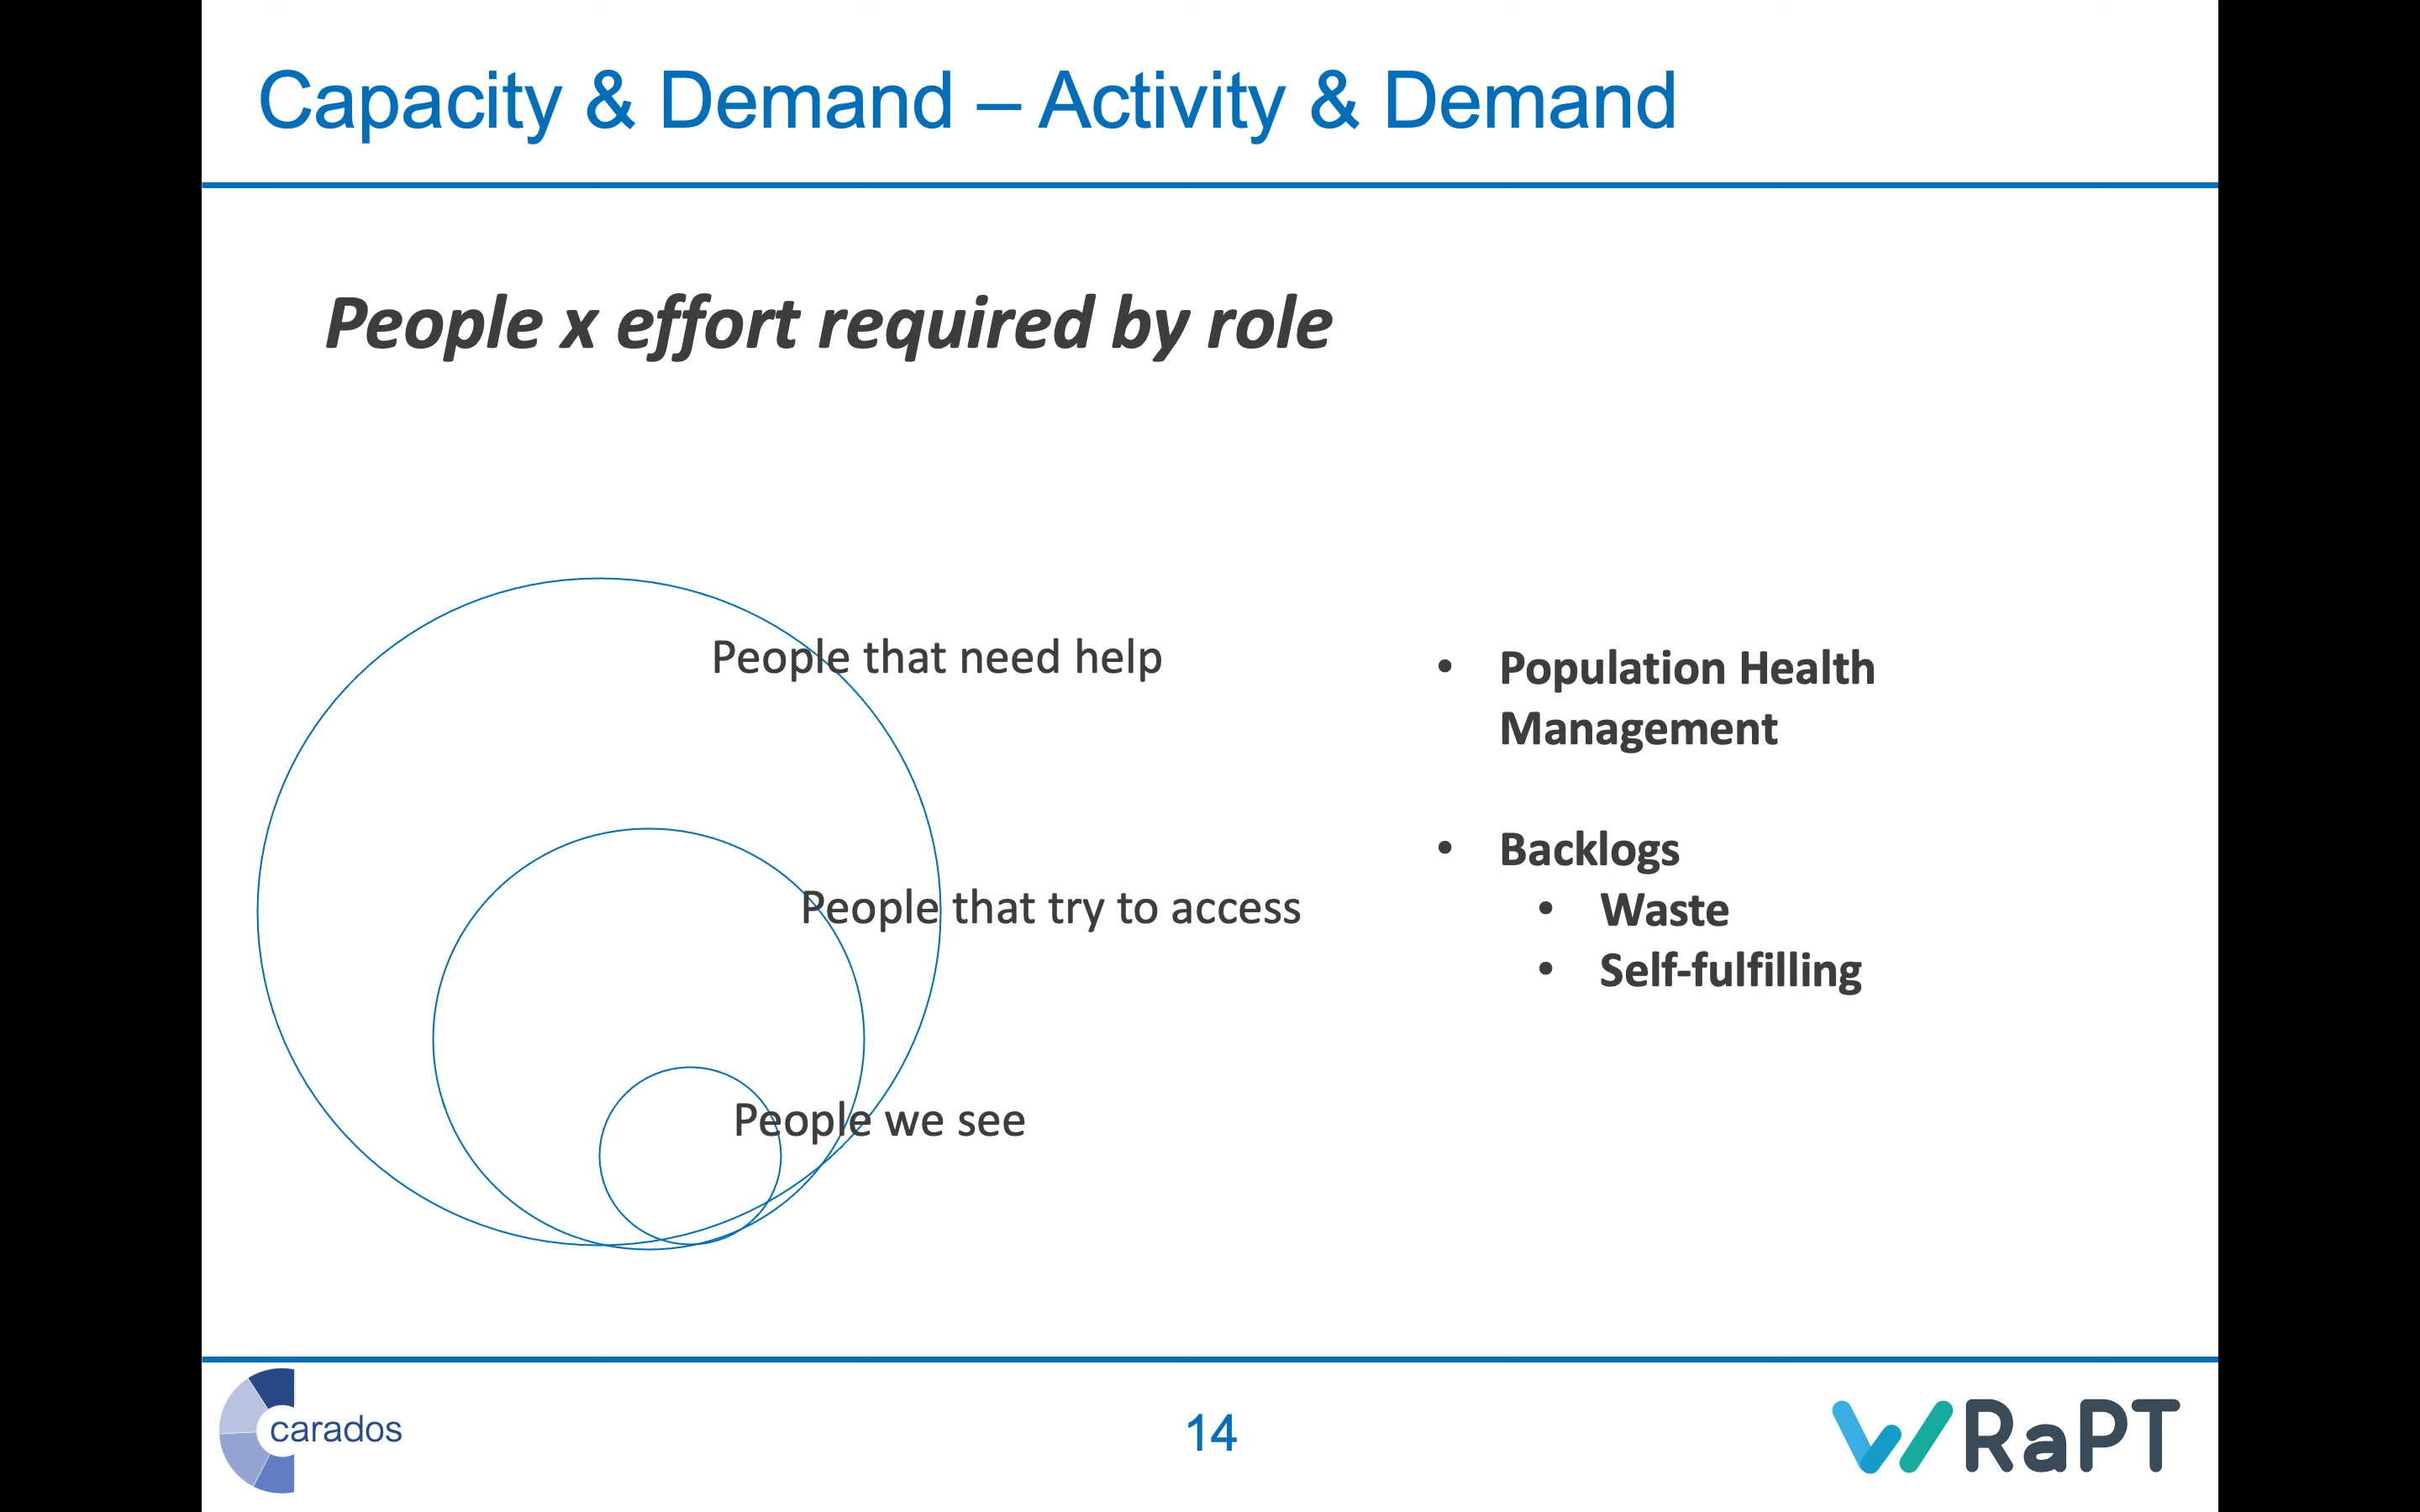 Capacity & Demand — Activity & Demand
People x effort required by role
People that need help
People that try to access
People we see
• Population Health
Management
• Backlogs
• Waste
• Self-fulfilling
carados
14
WRaPT